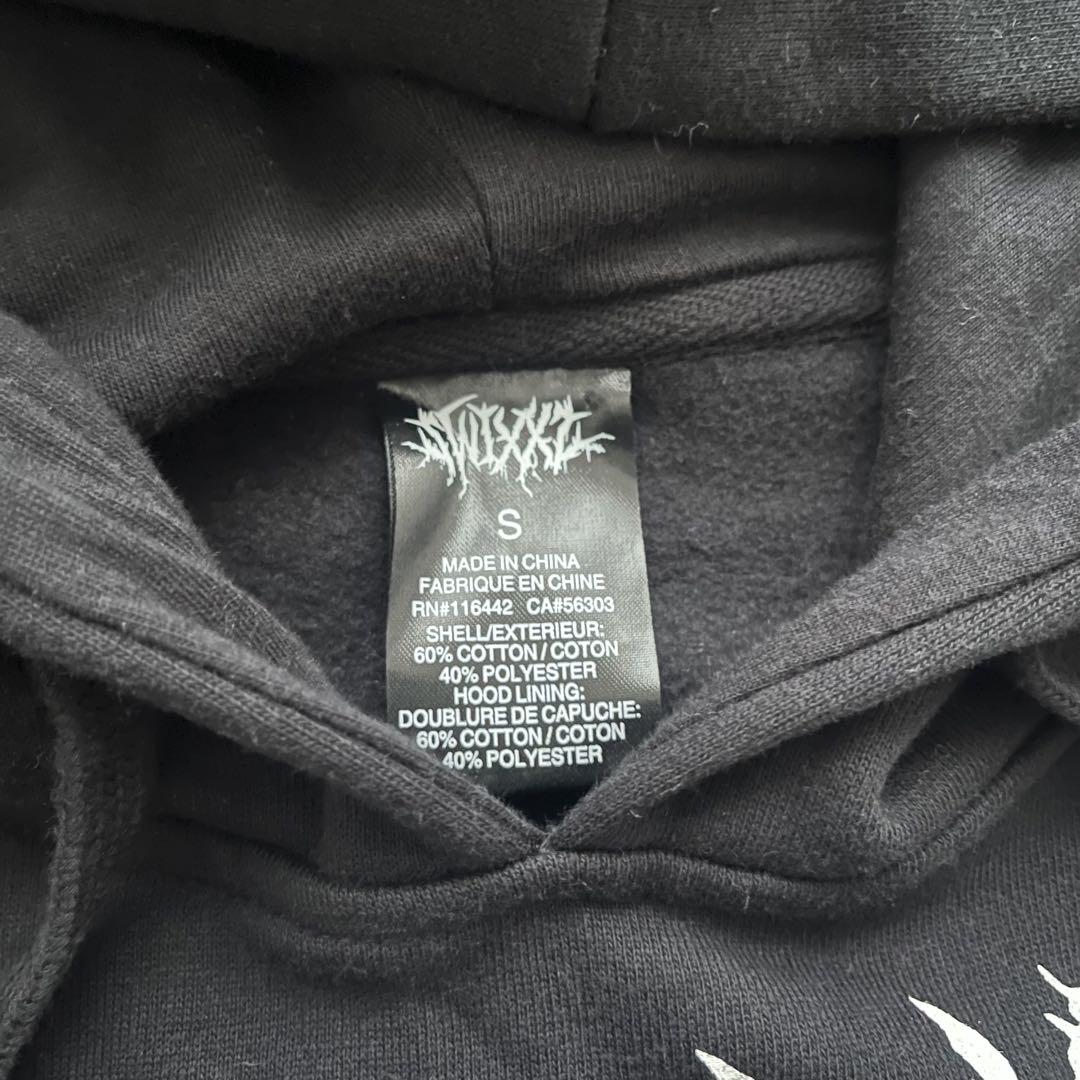 TWIXXZ
S
MADE IN CHINA
FABRIQUE EN CHINE
RN#116442 CA#56303
SHELL/EXTERIEUR:
60% COTTON / COTON
40% POLYESTER
HOOD LINING:
DOUBLURE DE CAPUCHE:
60% COTTON / COTON
40% POLYESTER